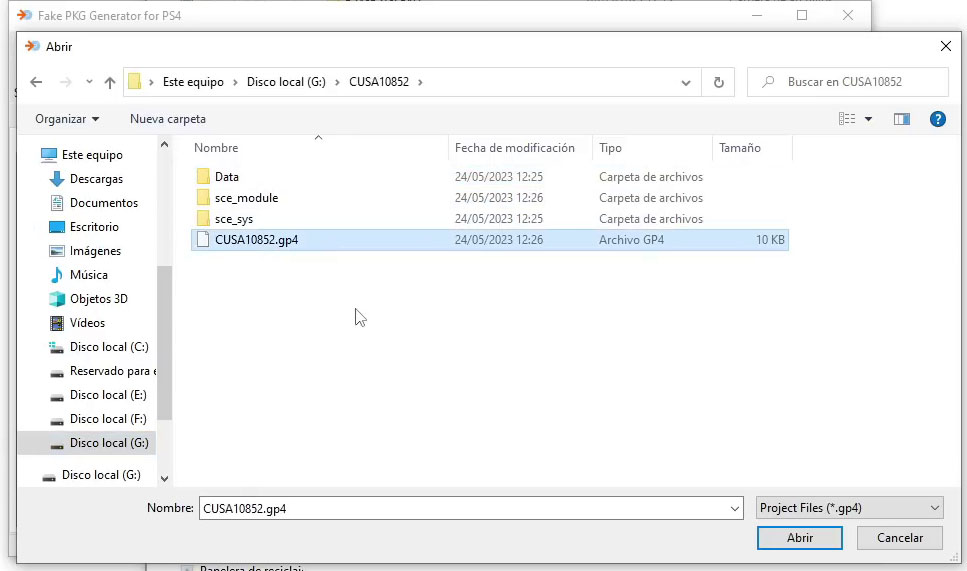 Fake PKG Generator for PS4
Abrir
Este equipo > Disco local (G:) > CUSA10852 >
Buscar en CUSA10852
Organizar
Nueva carpeta
Nombre Fecha de modificación Tipo Tamaño
Este equipo
Descargas
Documentos
Escritorio
Imágenes
Música
Objetos 3D
Vídeos
Disco local (C:)
Reservado para e
Disco local (E:)
Disco local (F:)
Disco local (G:)
Disco local (G:)
Data 24/05/2023 12:25 Carpeta de archivos
sce_module 24/05/2023 12:26 Carpeta de archivos
sce_sys 24/05/2023 12:25 Carpeta de archivos
CUSA10852.gp4 24/05/2023 12:26 Archivo GP4 10 KB
Nombre: CUSA10852.gp4
Project Files (*.gp4)
Abrir
Cancelar